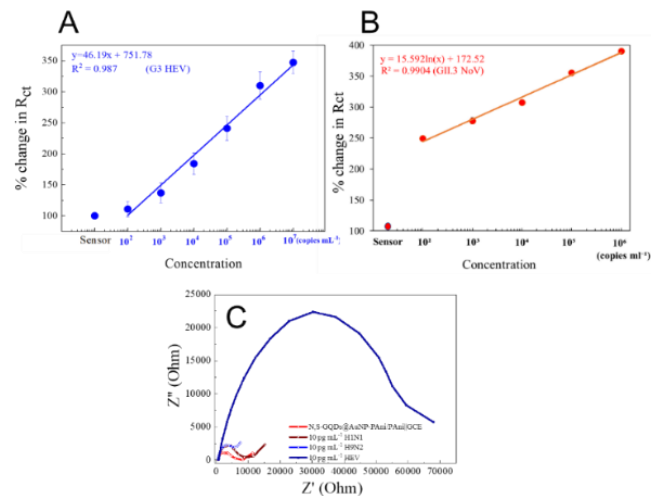 A
y=46.19x + 751.78
R² = 0.987 (G3 HEV)
% change in Rct
350
300
250
200
150
100
Sensor 10² 10³ 10⁴ 10⁵ 10⁶ 10⁷ (copies mL⁻¹)
Concentration
B
y = 15.592ln(x) + 172.52
R² = 0.9904 (GII.3 NoV)
% change in Rct
400
350
300
250
200
150
100
Sensor 10² 10³ 10⁴ 10⁵ 10⁶
(copies ml⁻¹)
Concentration
C
Z" (Ohm)
25000
20000
15000
10000
5000
0
N,S-GQDs@AuNP-PAni/PAni|GCE
10 pg mL⁻¹ H1N1
10 pg mL⁻¹ H9N2
10 pg mL⁻¹ HEV
0 10000 20000 30000 40000 50000 60000 70000
Z' (Ohm)